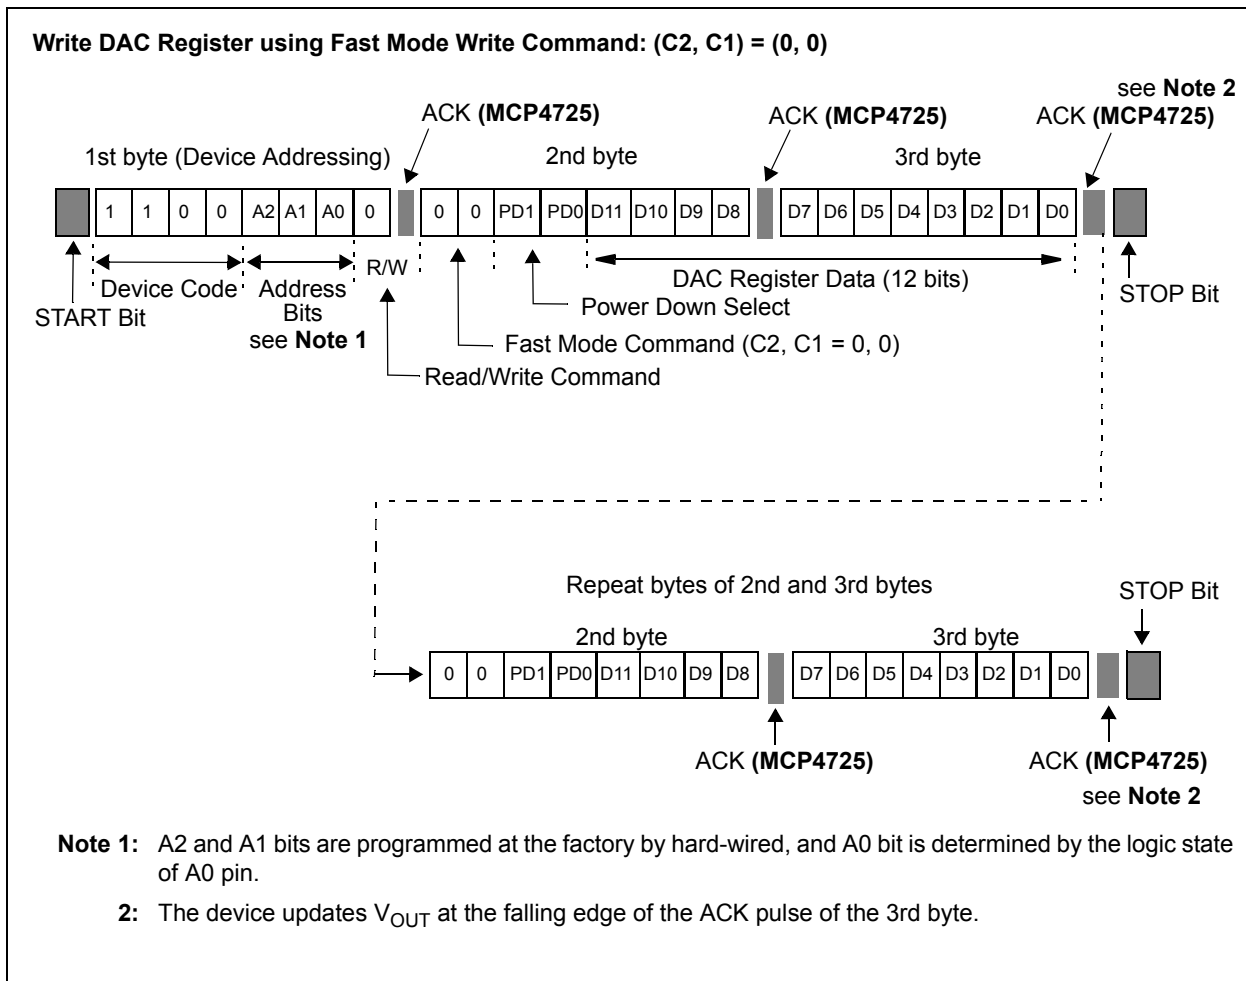 Write DAC Register using Fast Mode Write Command: (C2, C1) = (0, 0)
see Note 2
ACK (MCP4725) ACK (MCP4725) ACK (MCP4725)
1st byte (Device Addressing) 2nd byte 3rd byte
1 1 0 0 A2 A1 A0 0 0 0 PD1 PD0 D11 D10 D9 D8 D7 D6 D5 D4 D3 D2 D1 D0
R/W
Device Code Address Bits see Note 1 DAC Register Data (12 bits)
START Bit Power Down Select STOP Bit
Fast Mode Command (C2, C1 = 0, 0)
Read/Write Command
Repeat bytes of 2nd and 3rd bytes STOP Bit
2nd byte 3rd byte
0 0 PD1 PD0 D11 D10 D9 D8 D7 D6 D5 D4 D3 D2 D1 D0
ACK (MCP4725) ACK (MCP4725)
see Note 2
Note 1: A2 and A1 bits are programmed at the factory by hard-wired, and A0 bit is determined by the logic state
of A0 pin.
2: The device updates VOUT at the falling edge of the ACK pulse of the 3rd byte.